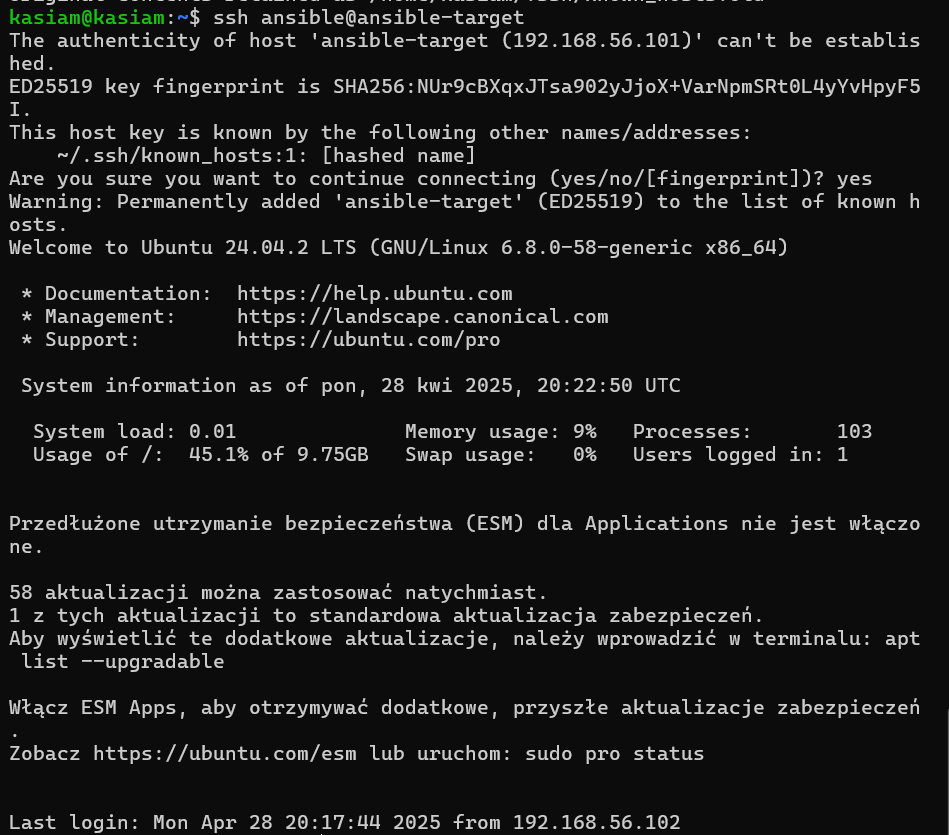 kasiam@kasiam:~$ ssh ansible@ansible-target
The authenticity of host 'ansible-target (192.168.56.101)' can't be establis
hed.
ED25519 key fingerprint is SHA256:NUr9cBXqxJTsa902yJjoX+VarNpmSRt0L4yYvHpyF5
I.
This host key is known by the following other names/addresses:
    ~/.ssh/known_hosts:1: [hashed name]
Are you sure you want to continue connecting (yes/no/[fingerprint])? yes
Warning: Permanently added 'ansible-target' (ED25519) to the list of known h
osts.
Welcome to Ubuntu 24.04.2 LTS (GNU/Linux 6.8.0-58-generic x86_64)

 * Documentation:  https://help.ubuntu.com
 * Management:     https://landscape.canonical.com
 * Support:        https://ubuntu.com/pro

 System information as of pon, 28 kwi 2025, 20:22:50 UTC

  System load: 0.01              Memory usage: 9%   Processes:       103
  Usage of /:  45.1% of 9.75GB   Swap usage:   0%   Users logged in: 1

Przedłużone utrzymanie bezpieczeństwa (ESM) dla Applications nie jest włączo
ne.

58 aktualizacji można zastosować natychmiast.
1 z tych aktualizacji to standardowa aktualizacja zabezpieczeń.
Aby wyświetlić te dodatkowe aktualizacje, należy wprowadzić w terminalu: apt
 list --upgradable

Włącz ESM Apps, aby otrzymywać dodatkowe, przyszłe aktualizacje zabezpieczeń
.
Zobacz https://ubuntu.com/esm lub uruchom: sudo pro status

Last login: Mon Apr 28 20:17:44 2025 from 192.168.56.102